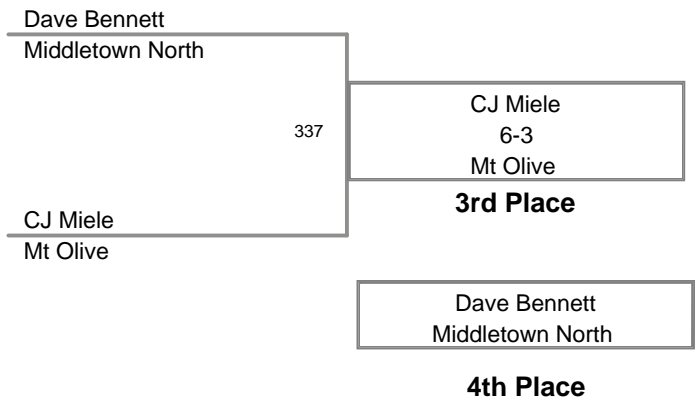 Dave Bennett
Middletown North
337
CJ Miele
6-3
Mt Olive
3rd Place
CJ Miele
Mt Olive
Dave Bennett
Middletown North
4th Place